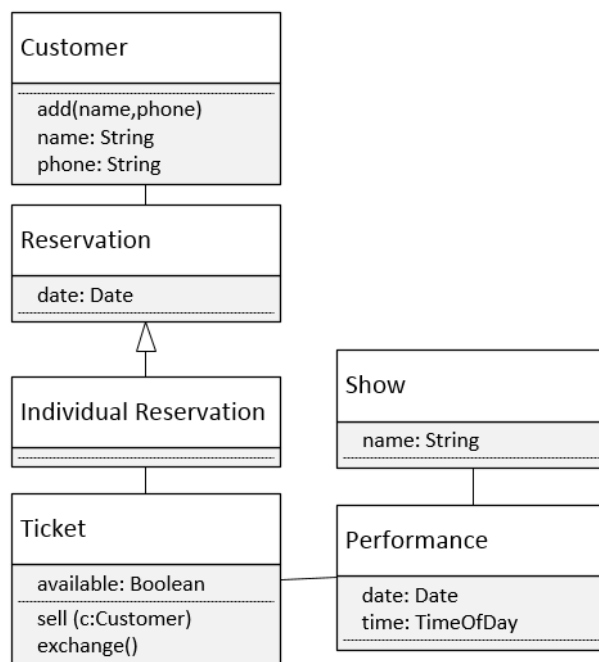 Customer
add(name,phone)
name: String
phone: String
Reservation
date: Date
Individual Reservation
Show
name: String
Ticket
available: Boolean
sell (c:Customer)
exchange()
Performance
date: Date
time: TimeOfDay